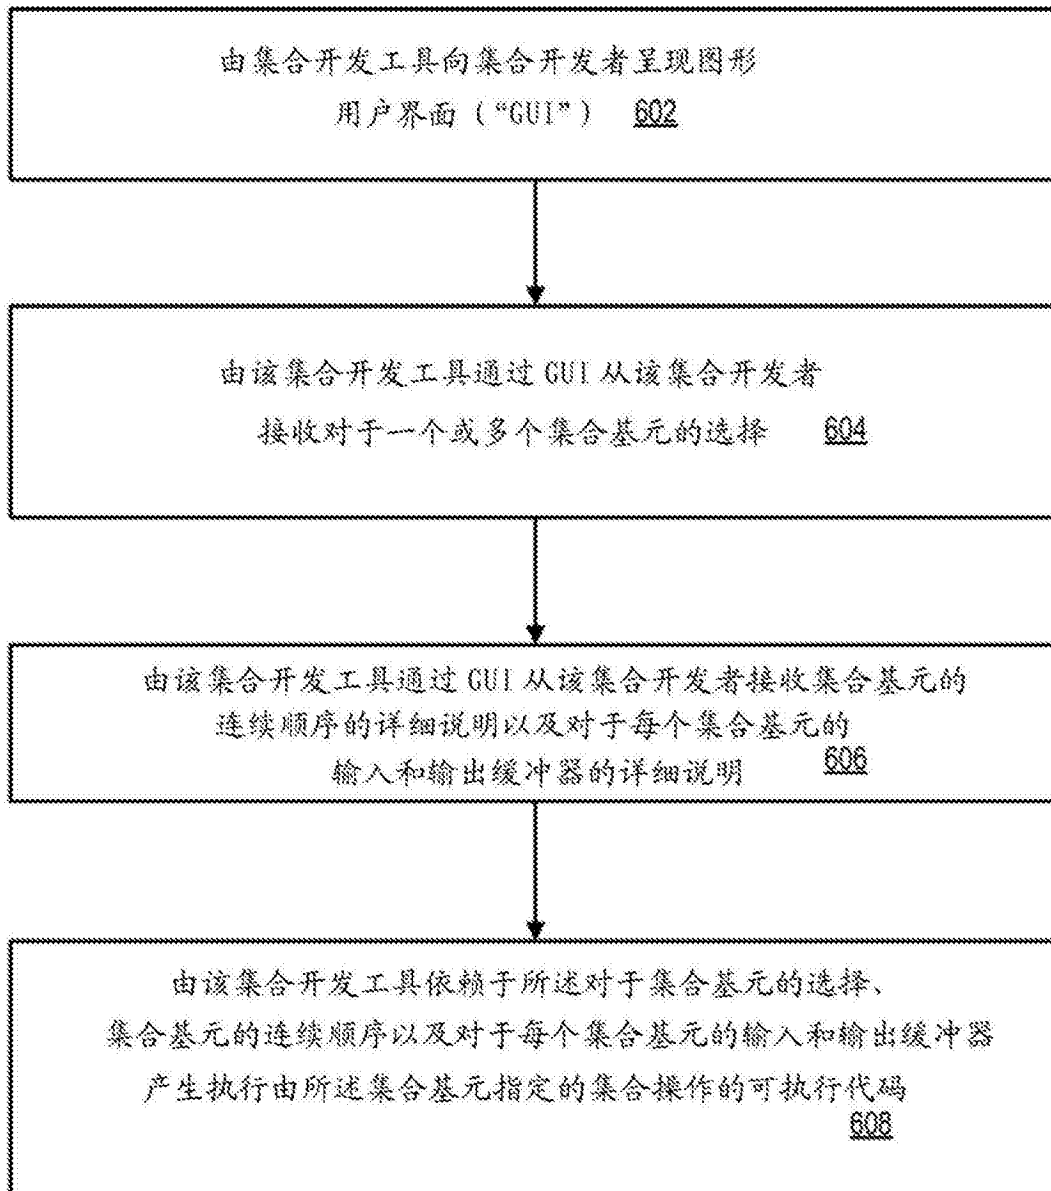 由集合开发工具向集合开发者呈现图形
用户界面（“GUI”） 602
由该集合开发工具通过 GUI 从该集合开发者
接收对于一个或多个集合基元的选择 604
由该集合开发工具通过 GUI 从该集合开发者接收集合基元的
连续顺序的详细说明以及对于每个集合基元的
输入和输出缓冲器的详细说明 606
由该集合开发工具依赖于所述对于集合基元的选择、
集合基元的连续顺序以及对于每个集合基元的输入和输出缓冲器
产生执行由所述集合基元指定的集合操作的可执行代码
608